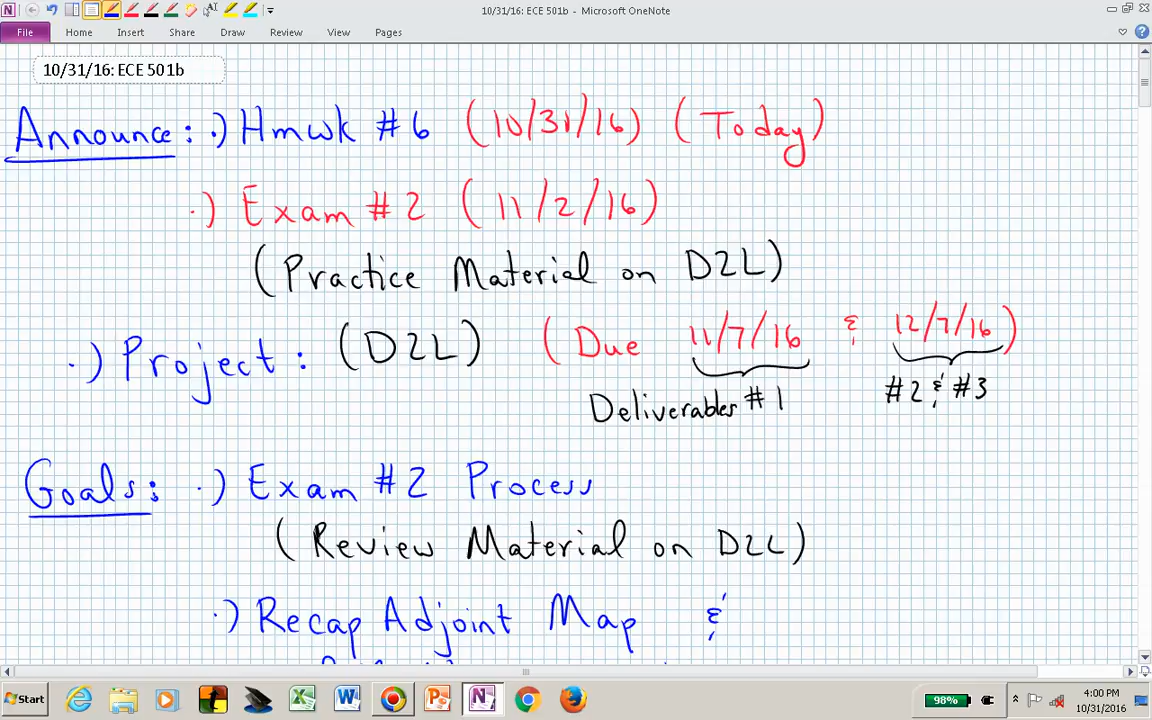 10/31/16: ECE 501b - Microsoft OneNote
File Home Insert Share Draw Review View Pages
10/31/16: ECE 501b
Announce: ·) Hmwk #6 (10/31/16) (Today)
·) Exam #2 (11/2/16)
(Practice Material on D2L)
·) Project: (D2L) (Due 11/7/16 & 12/7/16)
Deliverables #1 #2 & #3
Goals: ·) Exam #2 Process
(Review Material on D2L)
·) Recap Adjoint Map &
Start 98% 4:00 PM
10/31/2016